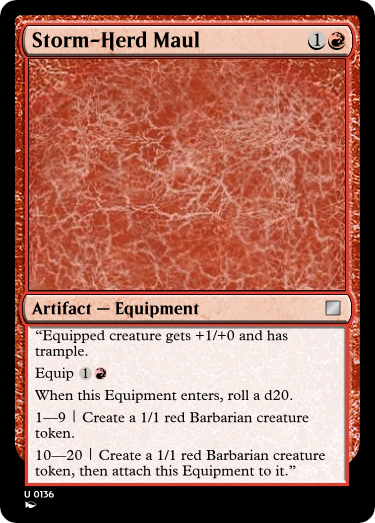 Storm-Herd Maul 1
Artifact — Equipment
“Equipped creature gets +1/+0 and has
trample.
Equip 1
When this Equipment enters, roll a d20.
1—9 | Create a 1/1 red Barbarian creature
token.
10—20 | Create a 1/1 red Barbarian creature
token, then attach this Equipment to it.”
U 0136